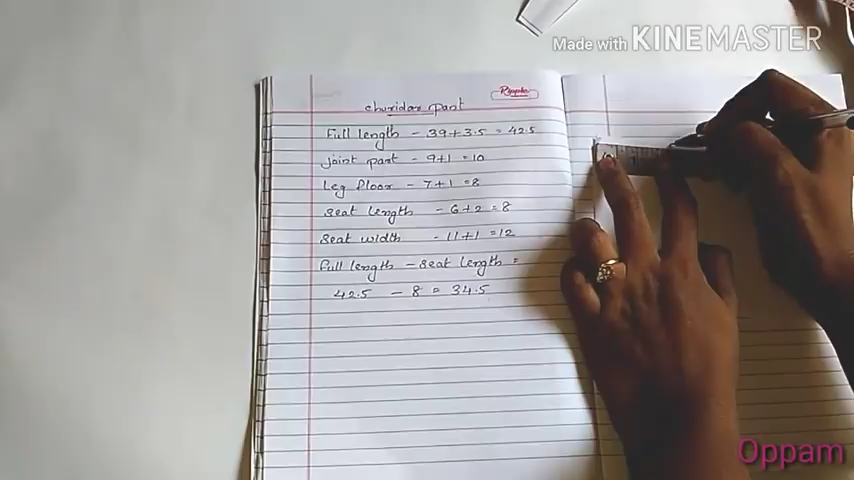 Made with KINEMASTER
Ripple
churidar pant
Full length - 39+3.5 = 42.5
joint part - 9+1 = 10
Leg floor - 7+1 = 8
seat length - 6+2 = 8
seat width - 11+1 = 12
Full length - seat length =
42.5 - 8 = 34.5
Oppam